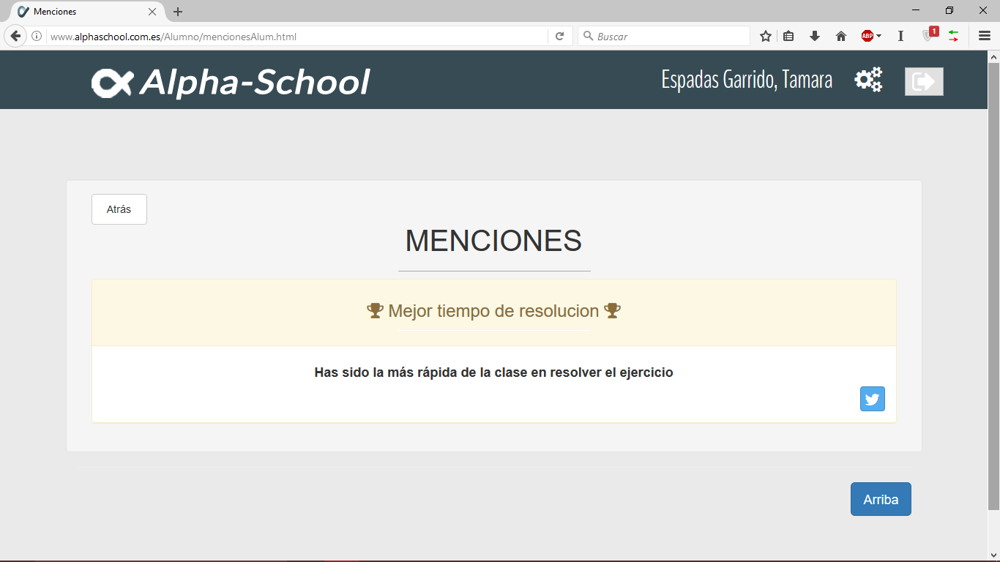 Menciones
www.alphaschool.com.es/Alumno/mencionesAlum.html
Buscar
ABP
1
Alpha-School
Espadas Garrido, Tamara
Atrás
MENCIONES
Mejor tiempo de resolucion
Has sido la más rápida de la clase en resolver el ejercicio
Arriba